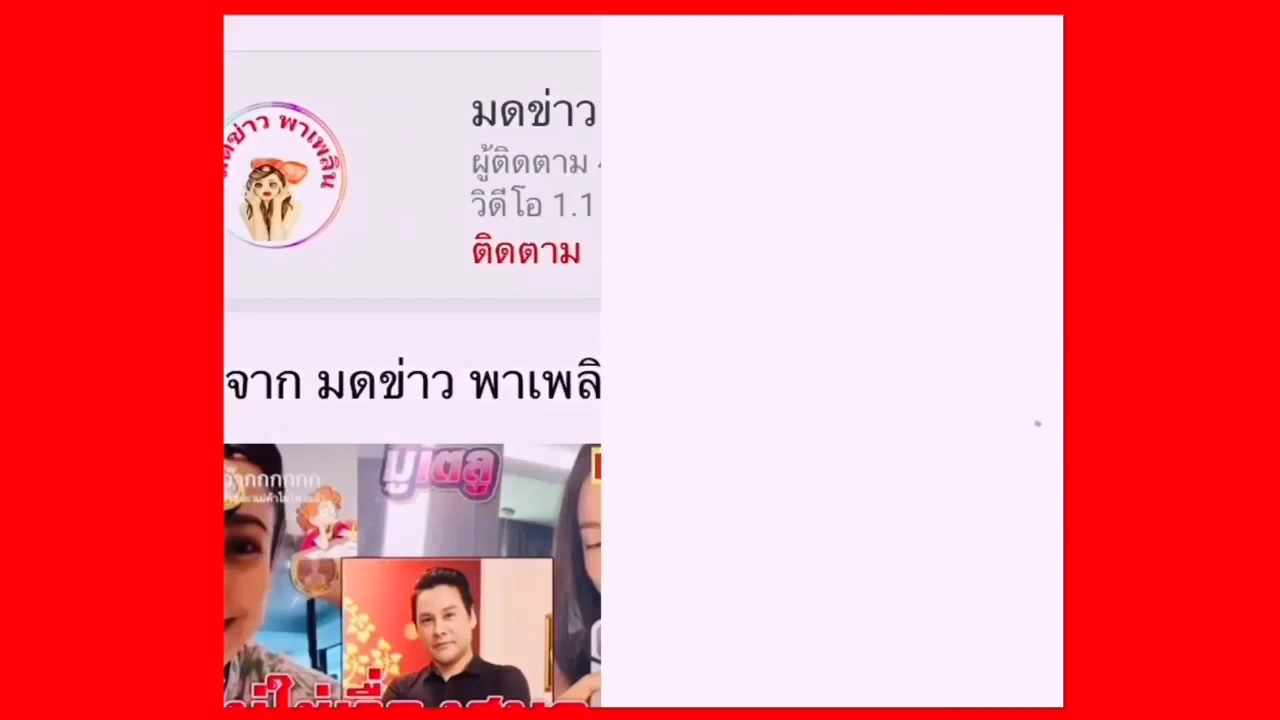 มดข่าว พาเพลิน
มดข่าว
ผู้ติดตาม
วิดีโอ 1.1
ติดตาม
จาก มดข่าว พาเพลิ
มูเตลู